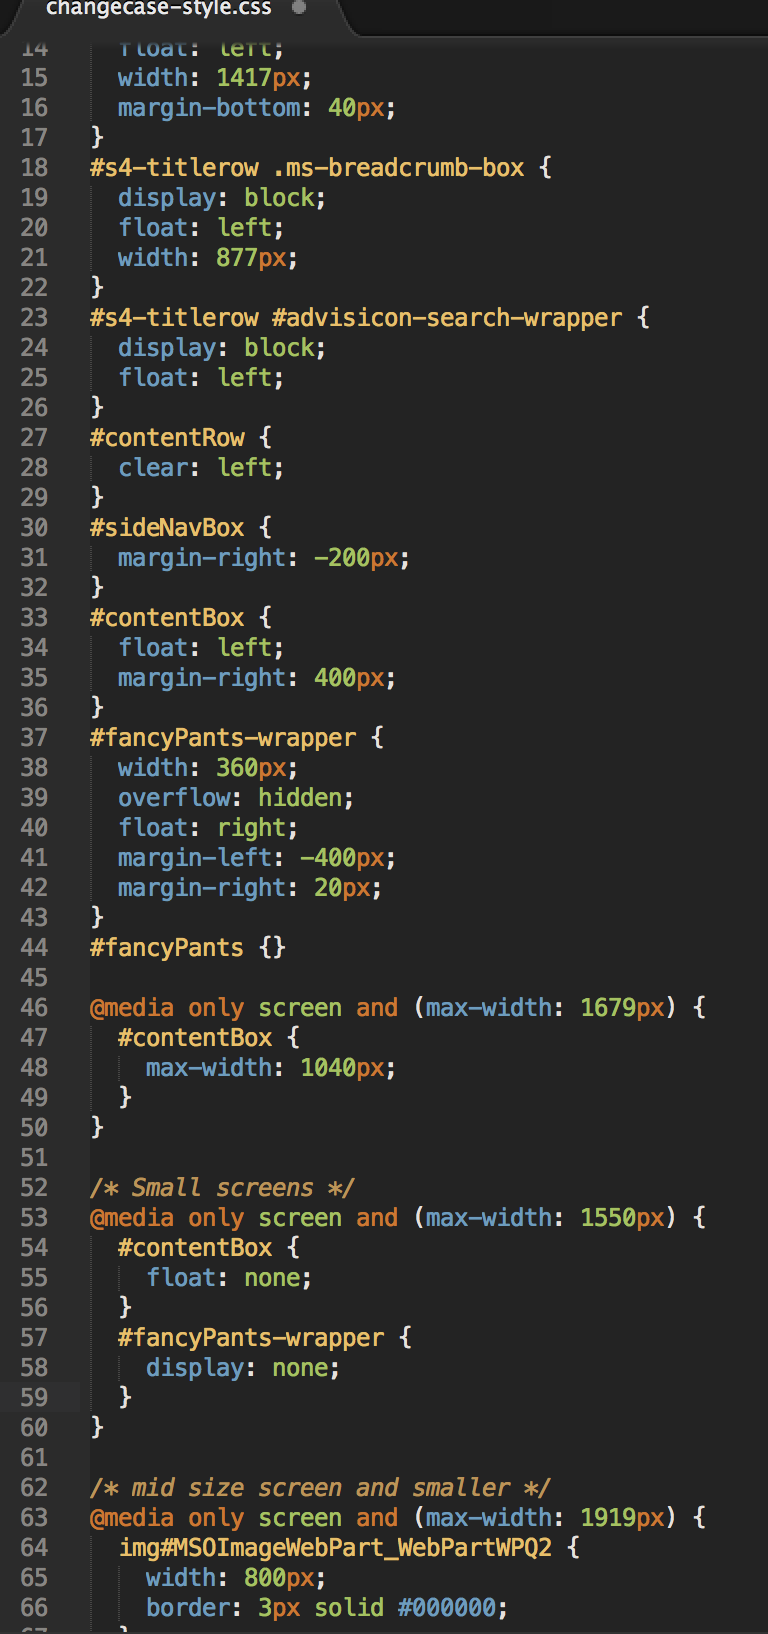 changecase-style.css
14 float: left;
15 width: 1417px;
16 margin-bottom: 40px;
17 }
18 #s4-titlerow .ms-breadcrumb-box {
19 display: block;
20 float: left;
21 width: 877px;
22 }
23 #s4-titlerow #advisicon-search-wrapper {
24 display: block;
25 float: left;
26 }
27 #contentRow {
28 clear: left;
29 }
30 #sideNavBox {
31 margin-right: -200px;
32 }
33 #contentBox {
34 float: left;
35 margin-right: 400px;
36 }
37 #fancyPants-wrapper {
38 width: 360px;
39 overflow: hidden;
40 float: right;
41 margin-left: -400px;
42 margin-right: 20px;
43 }
44 #fancyPants {}
45
46 @media only screen and (max-width: 1679px) {
47 #contentBox {
48 max-width: 1040px;
49 }
50 }
51
52 /* Small screens */
53 @media only screen and (max-width: 1550px) {
54 #contentBox {
55 float: none;
56 }
57 #fancyPants-wrapper {
58 display: none;
59 }
60 }
61
62 /* mid size screen and smaller */
63 @media only screen and (max-width: 1919px) {
64 img#MSOImageWebPart_WebPartWPQ2 {
65 width: 800px;
66 border: 3px solid #000000;
67 }